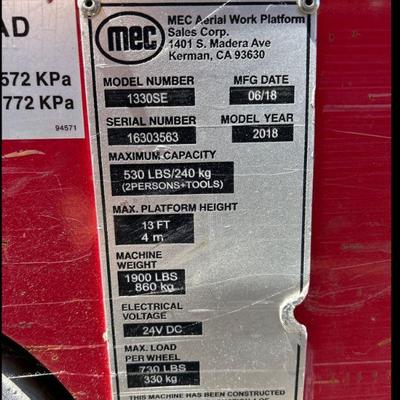 AD
572 KPa
772 KPa
94571
mec
MEC Aerial Work Platform
Sales Corp.
1401 S. Madera Ave
Kerman, CA 93630
MODEL NUMBER
1330SE
MFG DATE
06/18
SERIAL NUMBER
16303563
MODEL YEAR
2018
MAXIMUM CAPACITY
530 LBS/240 kg
(2PERSONS+TOOLS)
MAX. PLATFORM HEIGHT
13 FT
4 m
MACHINE
WEIGHT
1900 LBS
860 kg
ELECTRICAL
VOLTAGE
24V DC
MAX. LOAD
PER WHEEL
730 LBS
330 kg
THIS MACHINE HAS BEEN CONSTRUCTED